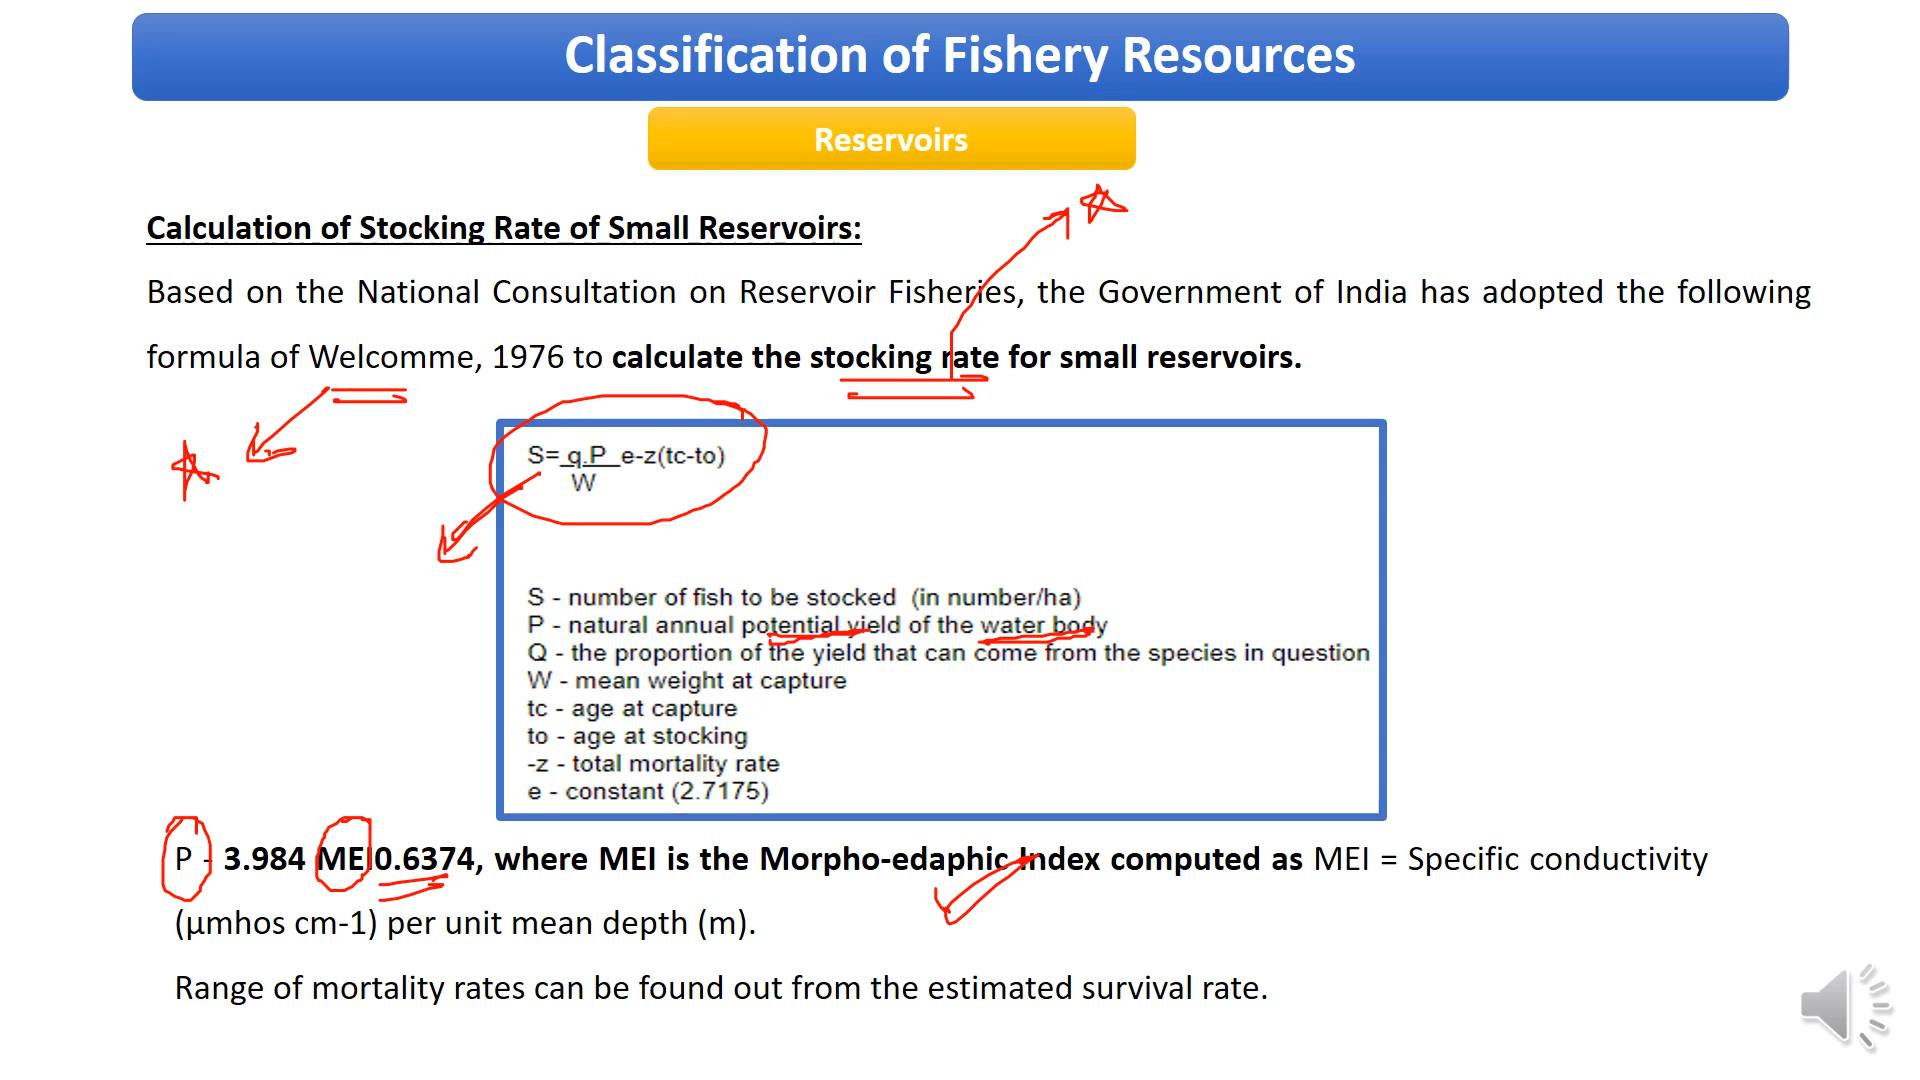 Classification of Fishery Resources
Reservoirs
Calculation of Stocking Rate of Small Reservoirs:
Based on the National Consultation on Reservoir Fisheries, the Government of India has adopted the following
formula of Welcomme, 1976 to calculate the stocking rate for small reservoirs.
S= q.P e-z(tc-to)
W
S - number of fish to be stocked (in number/ha)
P - natural annual potential yield of the water body
Q - the proportion of the yield that can come from the species in question
W - mean weight at capture
tc - age at capture
to - age at stocking
-z - total mortality rate
e - constant (2.7175)
P - 3.984 MEI0.6374, where MEI is the Morpho-edaphic Index computed as MEI = Specific conductivity
(µmhos cm-1) per unit mean depth (m).
Range of mortality rates can be found out from the estimated survival rate.